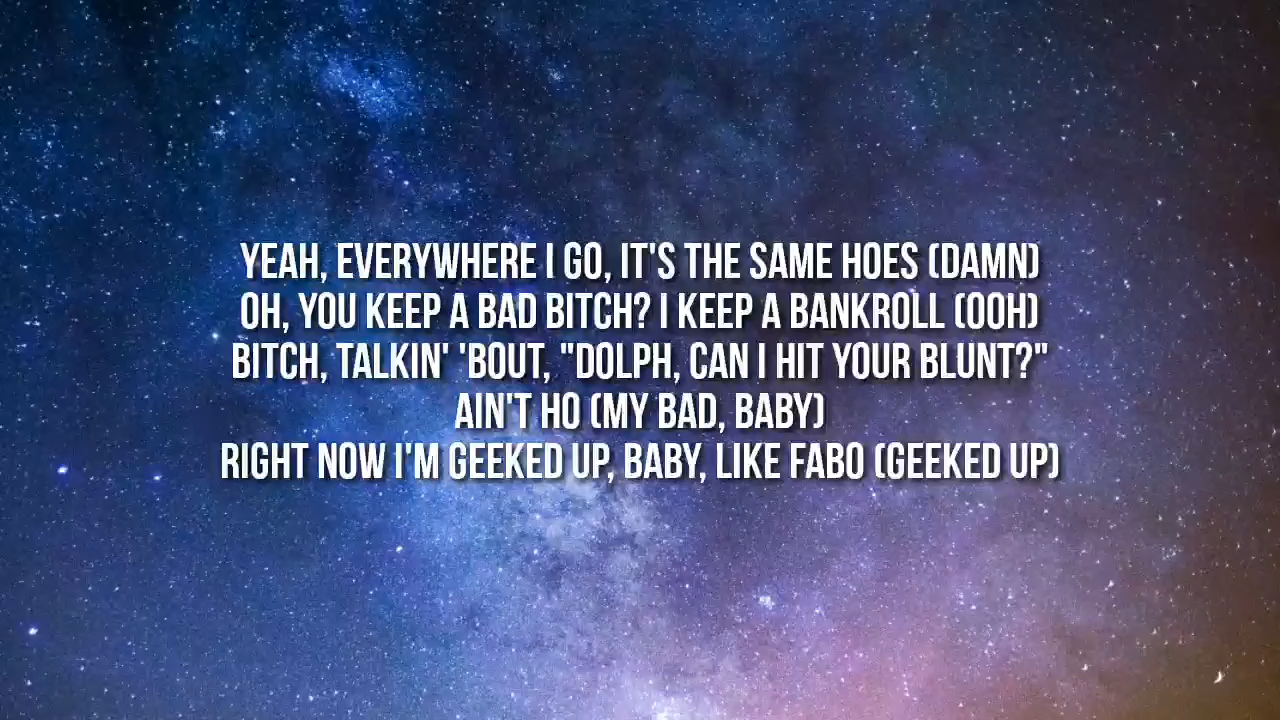 YEAH, EVERYWHERE I GO, IT'S THE SAME HOES (DAMN)
OH, YOU KEEP A BAD BITCH? I KEEP A BANKROLL (OOH)
BITCH, TALKIN' 'BOUT, "DOLPH, CAN I HIT YOUR BLUNT?"
AIN'T HO (MY BAD, BABY)
RIGHT NOW I'M GEEKED UP, BABY, LIKE FABO (GEEKED UP)